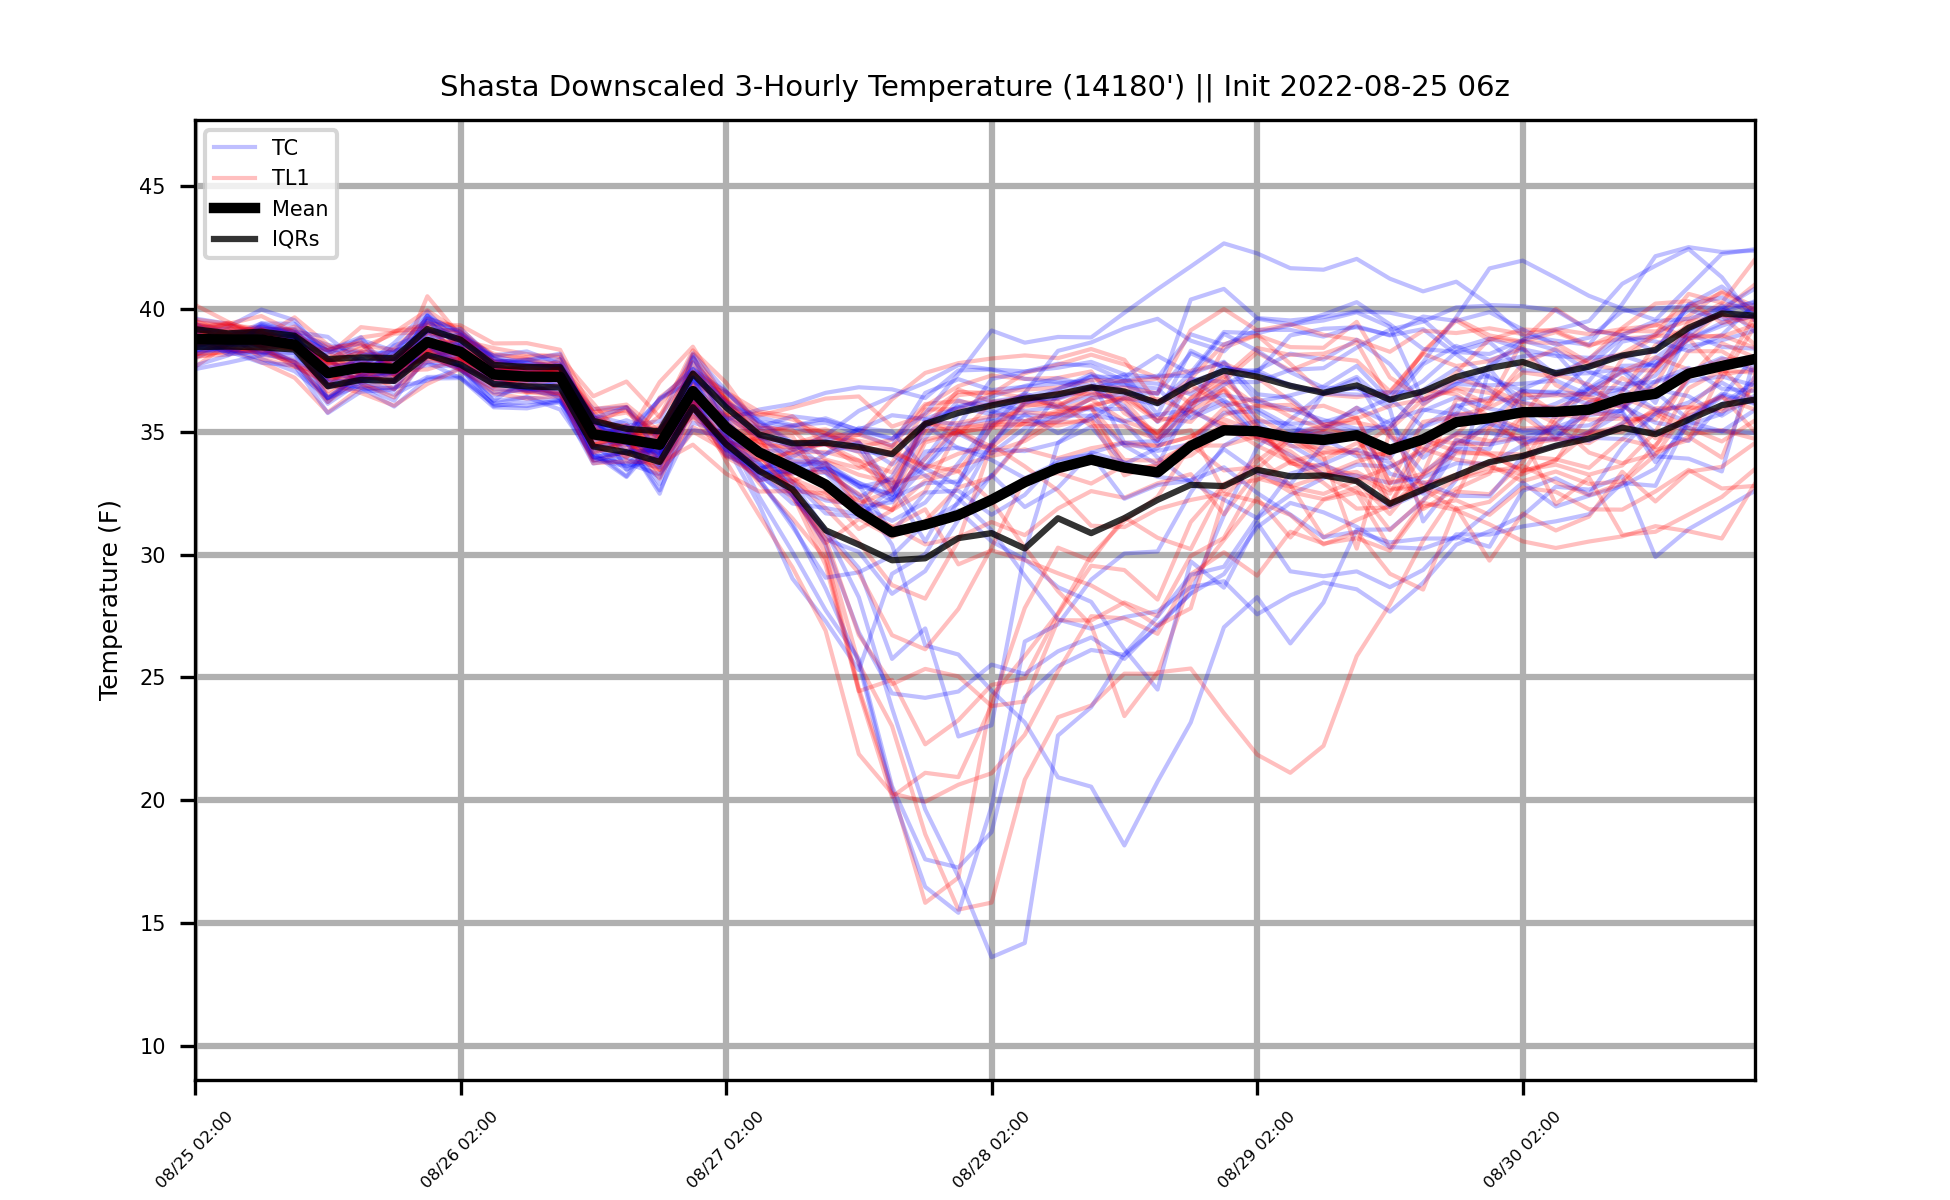 Shasta Downscaled 3-Hourly Temperature (14180') || Init 2022-08-25 06z
TC
TL1
Mean
IQRs
Temperature (F)
45
40
35
30
25
20
15
10
08/25 02:00
08/26 02:00
08/27 02:00
08/28 02:00
08/29 02:00
08/30 02:00